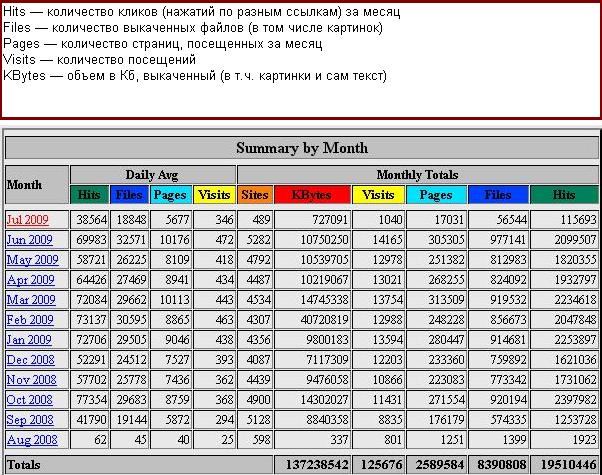 Hits — количество кликов (нажатий по разным ссылкам) за месяц
Files — количество выкаченных файлов (в том числе картинок)
Pages — количество страниц, посещенных за месяц
Visits — количество посещений
KBytes — объем в Кб, выкаченный (в т.ч. картинки и сам текст)
Summary by Month
Month Daily Avg Monthly Totals
Hits Files Pages Visits Sites KBytes Visits Pages Files Hits
Jul 2009 38564 18848 5677 346 489 727091 1040 17031 56544 115693
Jun 2009 69983 32571 10176 472 5282 10750250 14165 305305 977141 2099507
May 2009 58721 26225 8109 418 4792 10539705 12978 251382 812983 1820355
Apr 2009 64426 27469 8941 434 4487 10219067 13021 268255 824092 1932797
Mar 2009 72084 29662 10113 443 4534 14745338 13754 313509 919532 2234618
Feb 2009 73137 30595 8865 463 4307 40720819 12988 248228 856673 2047848
Jan 2009 72706 29505 9046 438 4356 9800183 13594 280447 914681 2253897
Dec 2008 52291 24512 7527 393 4087 7117309 12203 233360 759892 1621036
Nov 2008 57702 25778 7436 362 4439 9476058 10866 223083 773342 1731062
Oct 2008 77354 29683 8759 368 4900 14302027 11431 271554 920194 2397982
Sep 2008 41790 19144 5872 294 5128 8840358 8835 176179 574335 1253728
Aug 2008 62 45 40 25 598 337 801 1251 1399 1923
Totals 137238542 125676 2589584 8390808 19510446